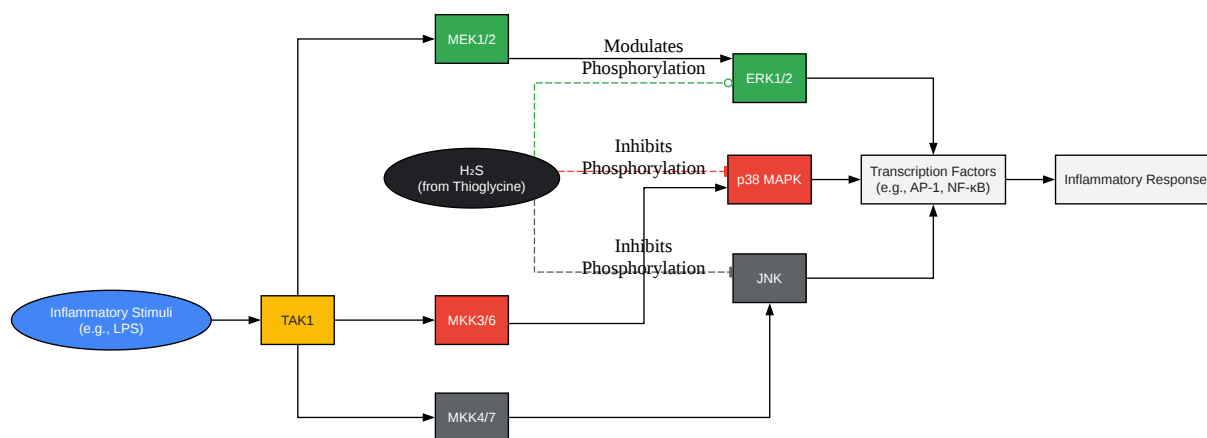 MEK1/2
Modulates
Phosphorylation
ERK1/2
H₂S
(from Thioglycine)
Inhibits
Phosphorylation
p38 MAPK
Transcription Factors
(e.g., AP-1, NF-κB)
Inflammatory Response
Inhibits
Phosphorylation
JNK
Inflammatory Stimuli
(e.g., LPS)
TAK1
MKK3/6
MKK4/7